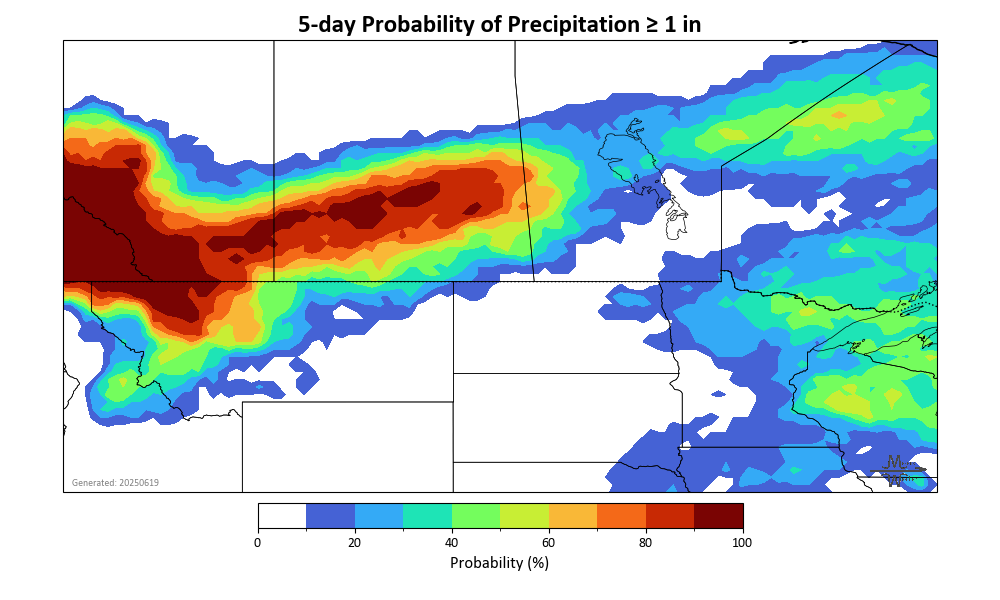 5-day Probability of Precipitation ≥ 1 in
Generated: 20250619
0 20 40 60 80 100
Probability (%)